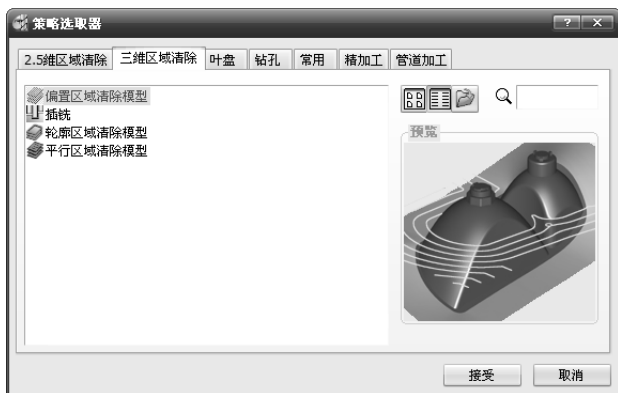 策略选取器
2.5维区域清除 三维区域清除 叶盘 钻孔 常用 精加工 管道加工
偏置区域清除模型
插铣
轮廓区域清除模型
平行区域清除模型
预览
接受 取消